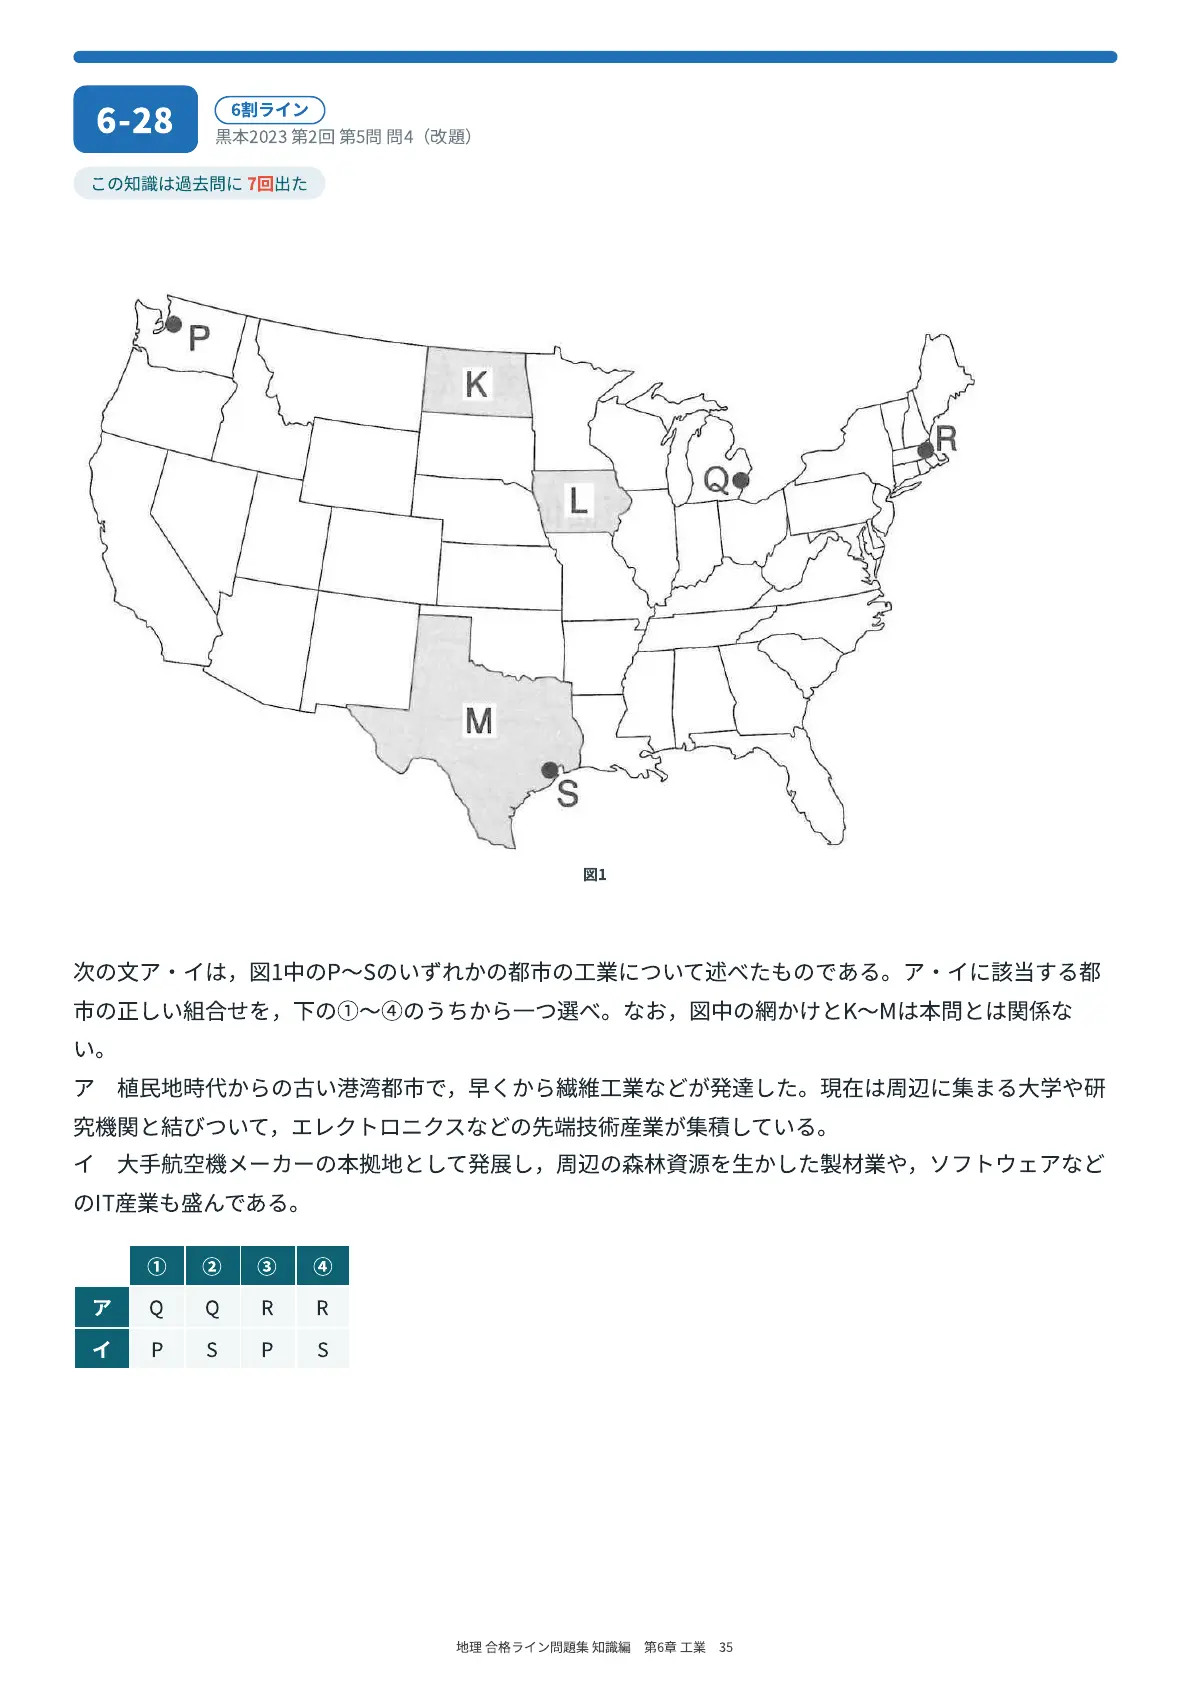 6-28
6割ライン
黒本2023 第2回 第5問 問4（改題）
この知識は過去問に 7回出た
P
K
R
Q
L
M
S
図1
次の文ア・イは，図1中のP～Sのいずれかの都市の工業について述べたものである。ア・イに該当する都
市の正しい組合せを，下の①～④のうちから一つ選べ。なお，図中の網かけとK～Mは本問とは関係な
い。
ア　植民地時代からの古い港湾都市で，早くから繊維工業などが発達した。現在は周辺に集まる大学や研
究機関と結びついて，エレクトロニクスなどの先端技術産業が集積している。
イ　大手航空機メーカーの本拠地として発展し，周辺の森林資源を生かした製材業や，ソフトウェアなど
のIT産業も盛んである。
① ② ③ ④
ア Q Q R R
イ P S P S
地理 合格ライン問題集 知識編　第6章 工業　35